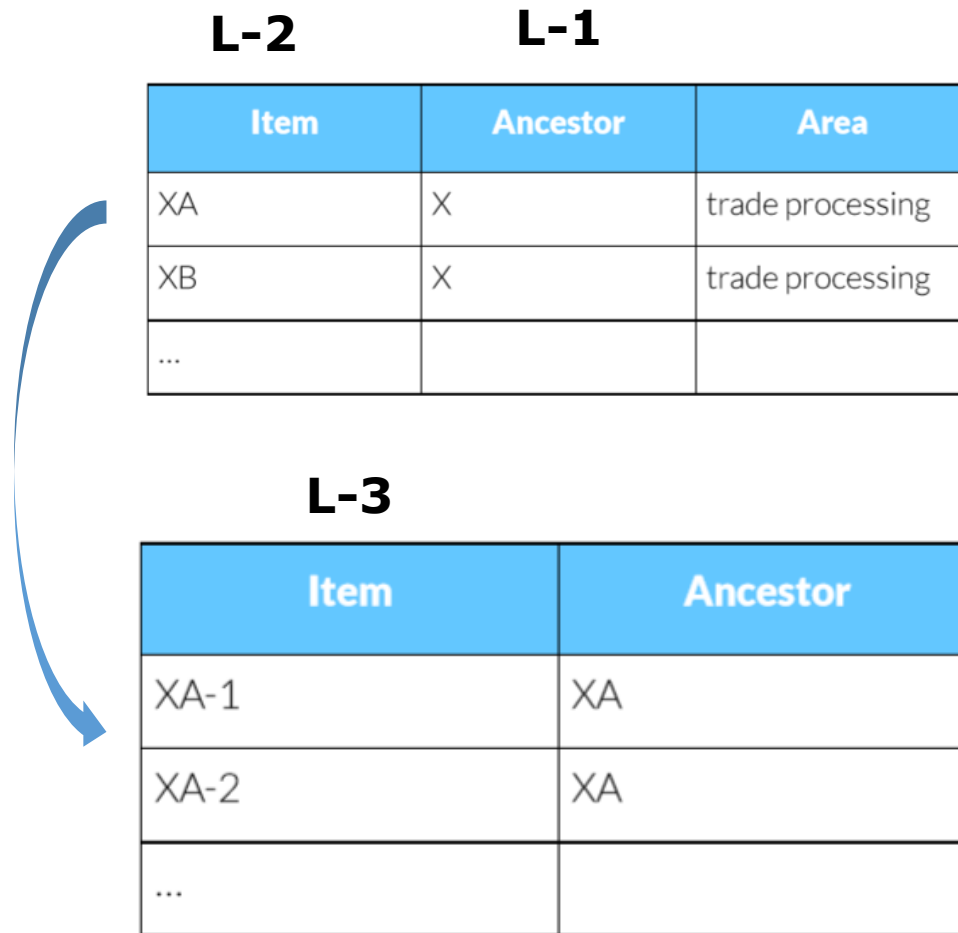 L-2 L-1
Item Ancestor Area
XA X trade processing
XB X trade processing
...
L-3
Item Ancestor
XA-1 XA
XA-2 XA
...